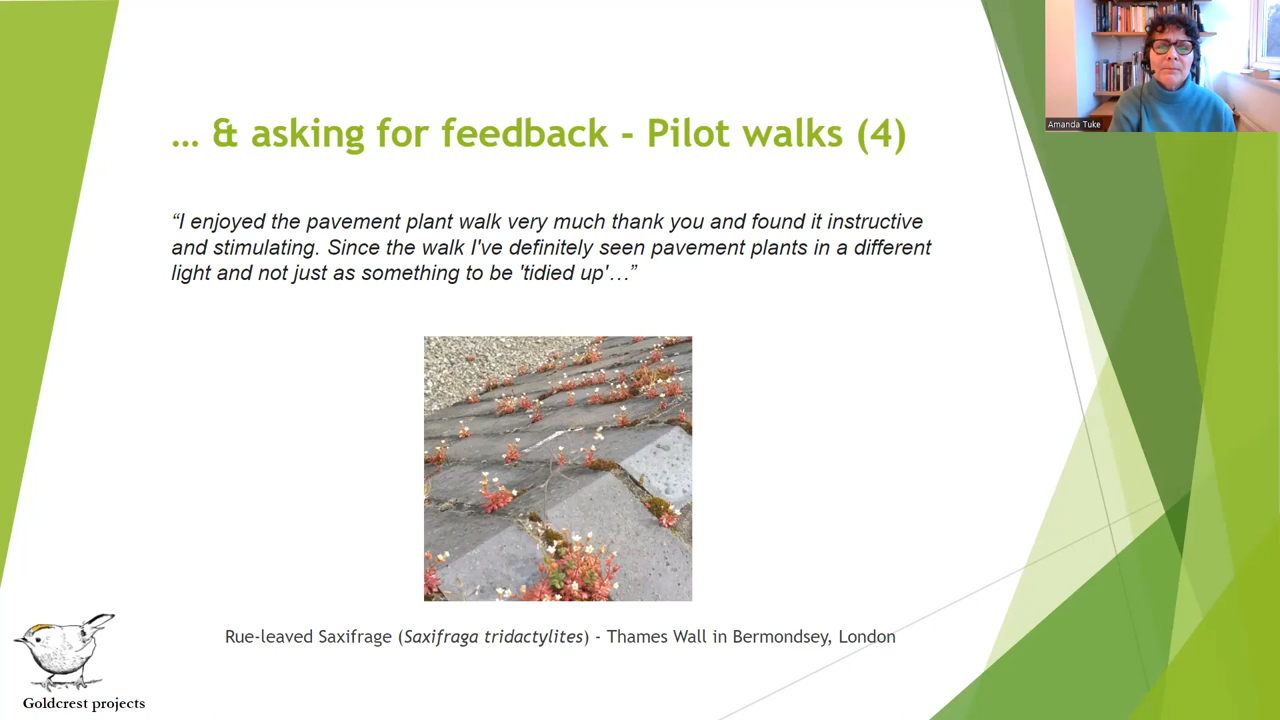 Amanda Tuke
… & asking for feedback - Pilot walks (4)
“I enjoyed the pavement plant walk very much thank you and found it instructive
and stimulating. Since the walk I've definitely seen pavement plants in a different
light and not just as something to be 'tidied up'…”
Rue-leaved Saxifrage (Saxifraga tridactylites) - Thames Wall in Bermondsey, London
Goldcrest projects